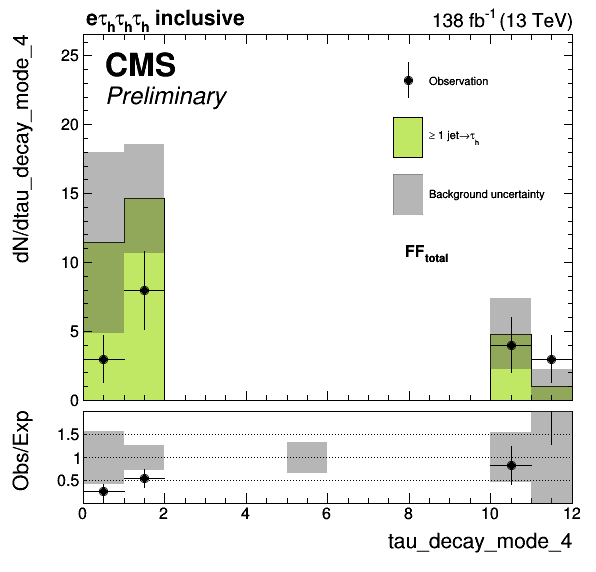 eτhτhτh inclusive 138 fb-1 (13 TeV)
CMS
Preliminary
Observation
≥ 1 jet→τh
Background uncertainty
FFtotal
dN/dtau_decay_mode_4
25
20
15
10
5
0
Obs/Exp
1.5
1
0.5
0 2 4 6 8 10 12
tau_decay_mode_4